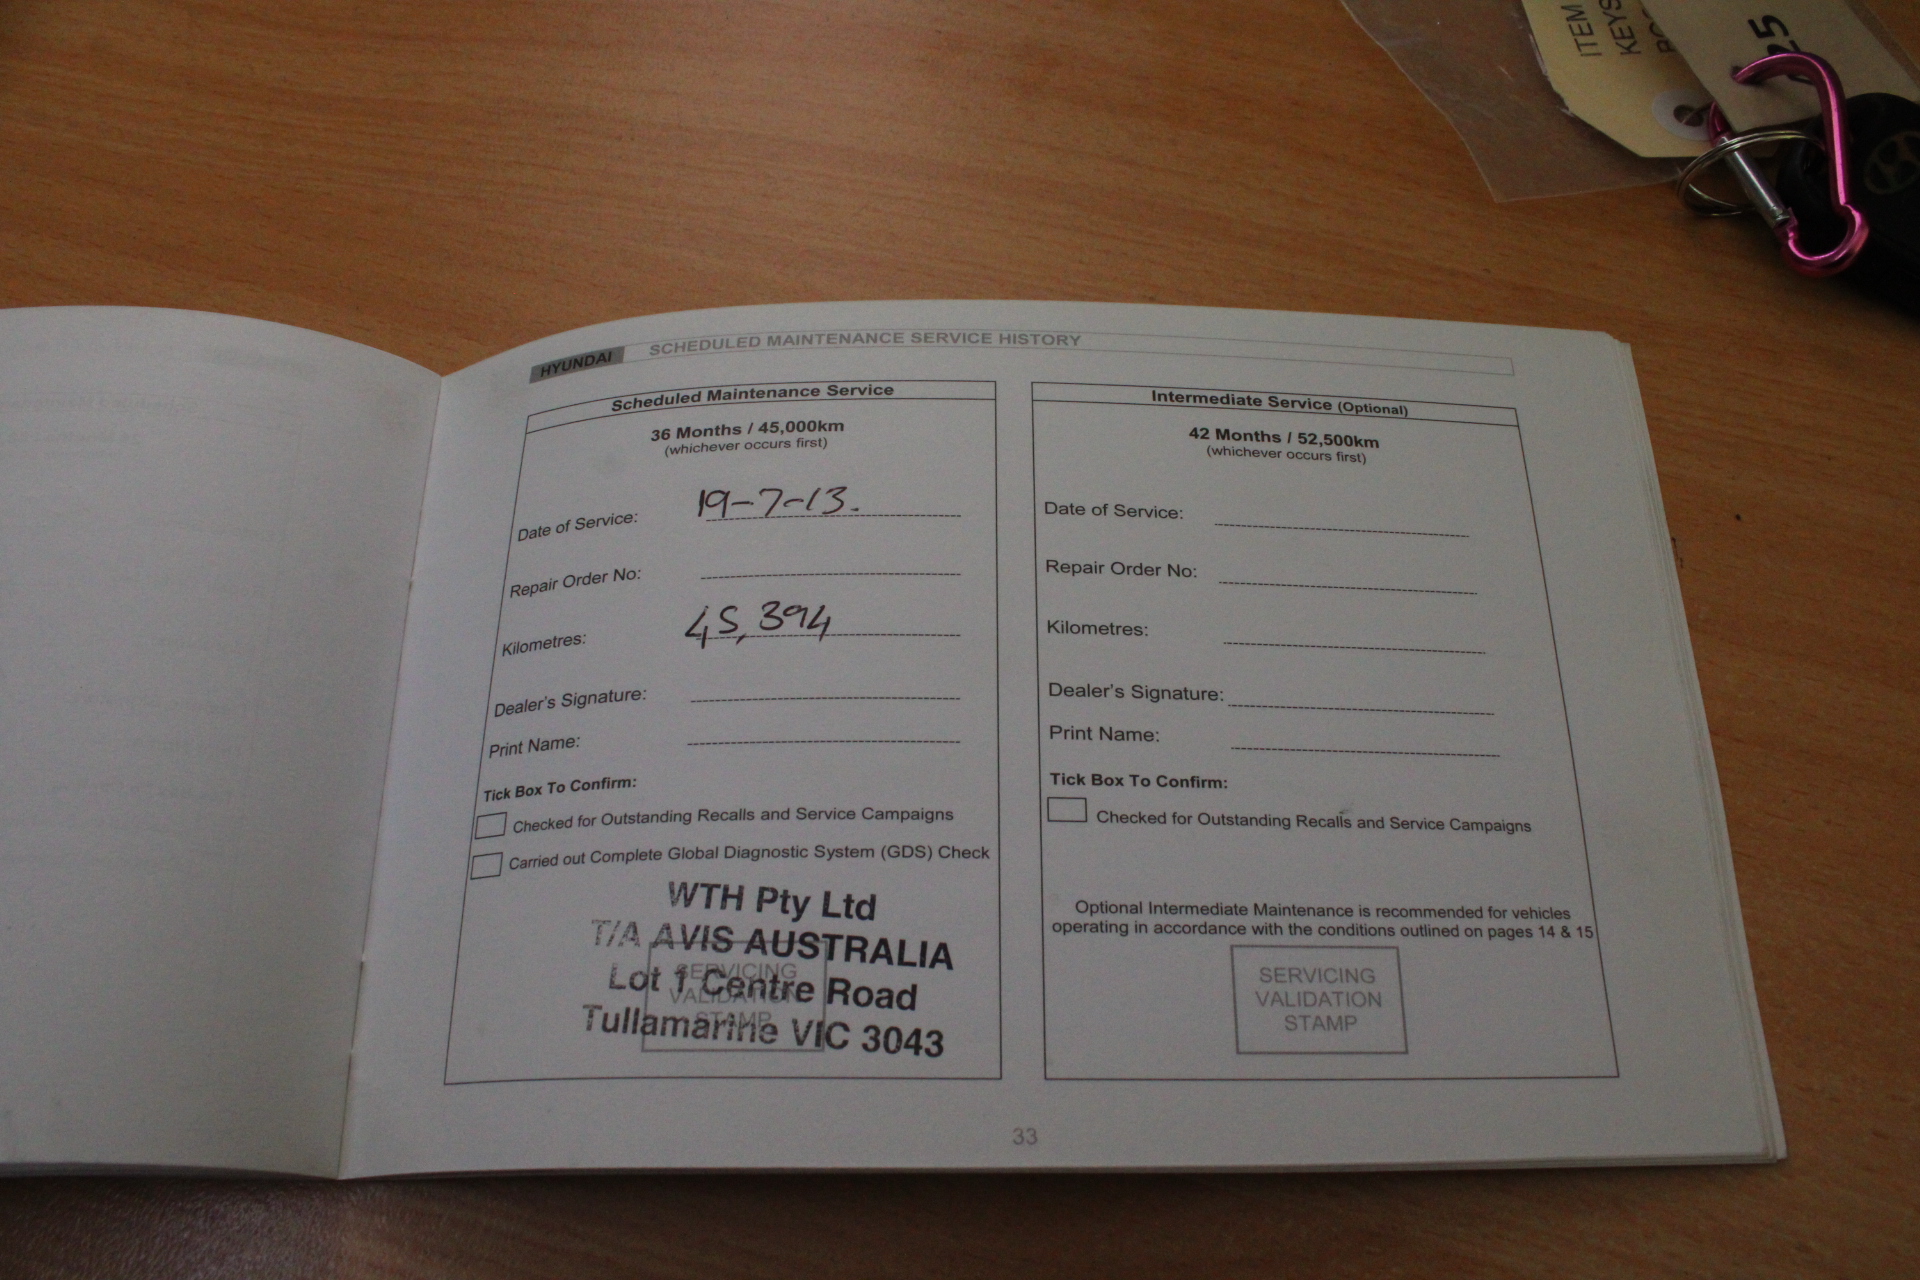 ITEM
KEYS
25
HYUNDAI SCHEDULED MAINTENANCE SERVICE HISTORY
Scheduled Maintenance Service
36 Months / 45,000km
(whichever occurs first)
Date of Service: 19-7-13.
Repair Order No:
Kilometres: 45,394
Dealer's Signature:
Print Name:
Tick Box To Confirm:
Checked for Outstanding Recalls and Service Campaigns
Carried out Complete Global Diagnostic System (GDS) Check
WTH Pty Ltd
T/A AVIS AUSTRALIA
Lot 1 Centre Road
Tullamarine VIC 3043
SERVICING
VALIDATION
STAMP
Intermediate Service (Optional)
42 Months / 52,500km
(whichever occurs first)
Date of Service:
Repair Order No:
Kilometres:
Dealer's Signature:
Print Name:
Tick Box To Confirm:
Checked for Outstanding Recalls and Service Campaigns
Optional Intermediate Maintenance is recommended for vehicles
operating in accordance with the conditions outlined on pages 14 & 15
SERVICING
VALIDATION
STAMP
33